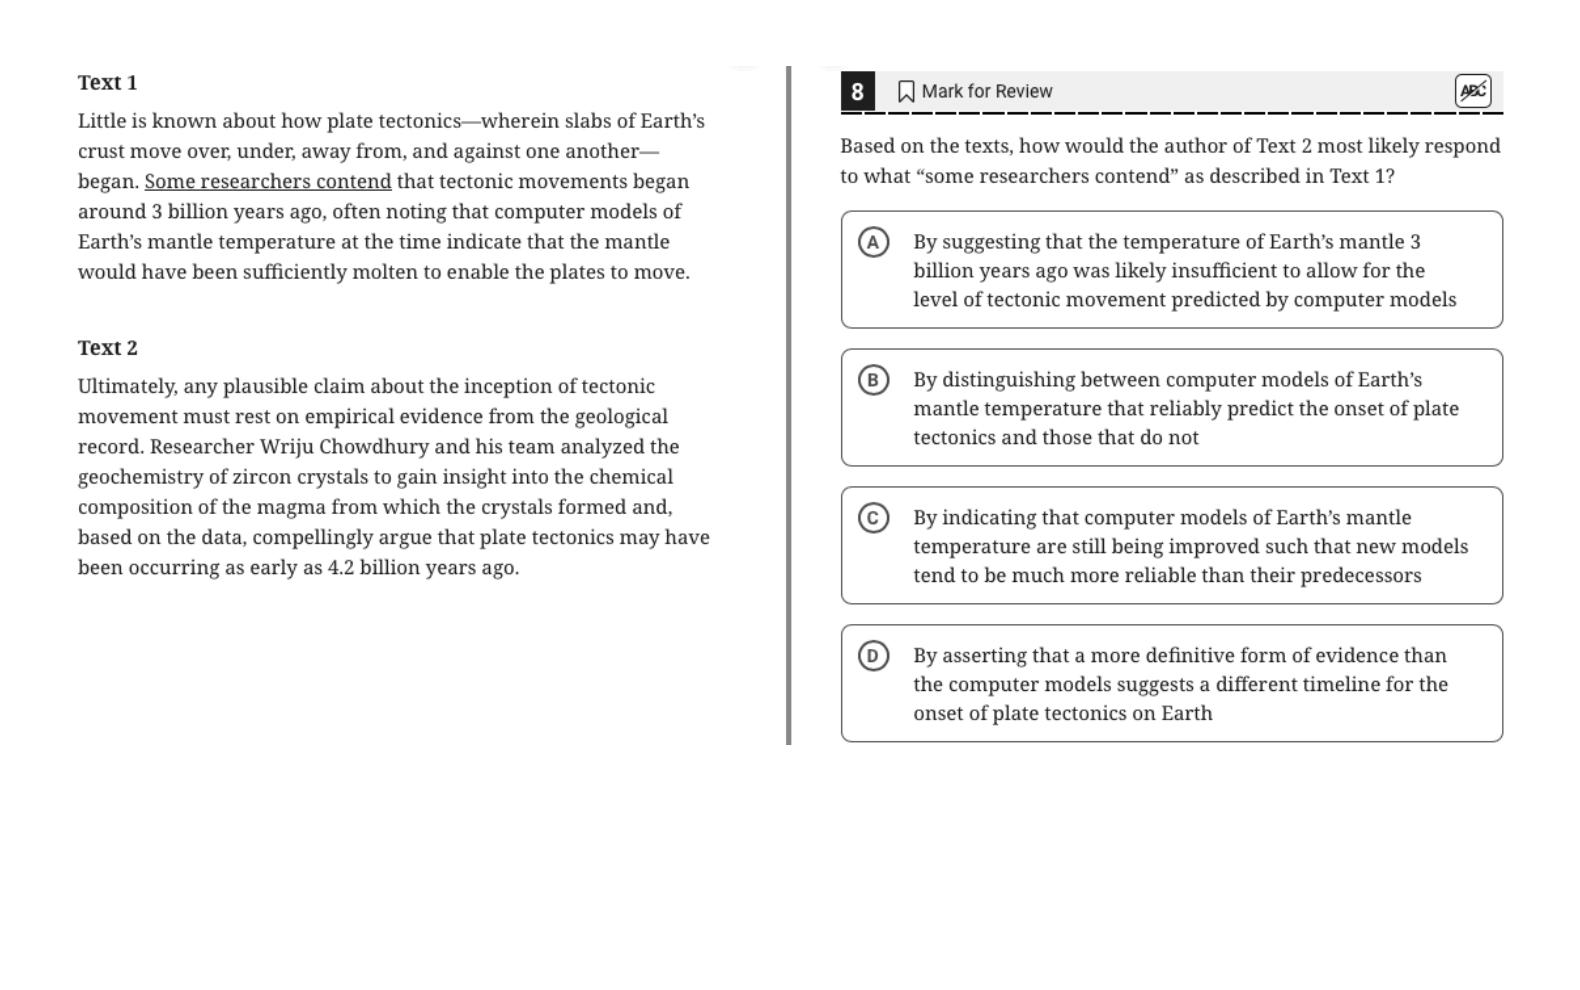 Text 1
Little is known about how plate tectonics—wherein slabs of Earth’s
crust move over, under, away from, and against one another—
began. Some researchers contend that tectonic movements began
around 3 billion years ago, often noting that computer models of
Earth’s mantle temperature at the time indicate that the mantle
would have been sufficiently molten to enable the plates to move.
Text 2
Ultimately, any plausible claim about the inception of tectonic
movement must rest on empirical evidence from the geological
record. Researcher Wriju Chowdhury and his team analyzed the
geochemistry of zircon crystals to gain insight into the chemical
composition of the magma from which the crystals formed and,
based on the data, compellingly argue that plate tectonics may have
been occurring as early as 4.2 billion years ago.
8 Mark for Review ABC
Based on the texts, how would the author of Text 2 most likely respond
to what “some researchers contend” as described in Text 1?
A By suggesting that the temperature of Earth’s mantle 3
billion years ago was likely insufficient to allow for the
level of tectonic movement predicted by computer models
B By distinguishing between computer models of Earth’s
mantle temperature that reliably predict the onset of plate
tectonics and those that do not
C By indicating that computer models of Earth’s mantle
temperature are still being improved such that new models
tend to be much more reliable than their predecessors
D By asserting that a more definitive form of evidence than
the computer models suggests a different timeline for the
onset of plate tectonics on Earth